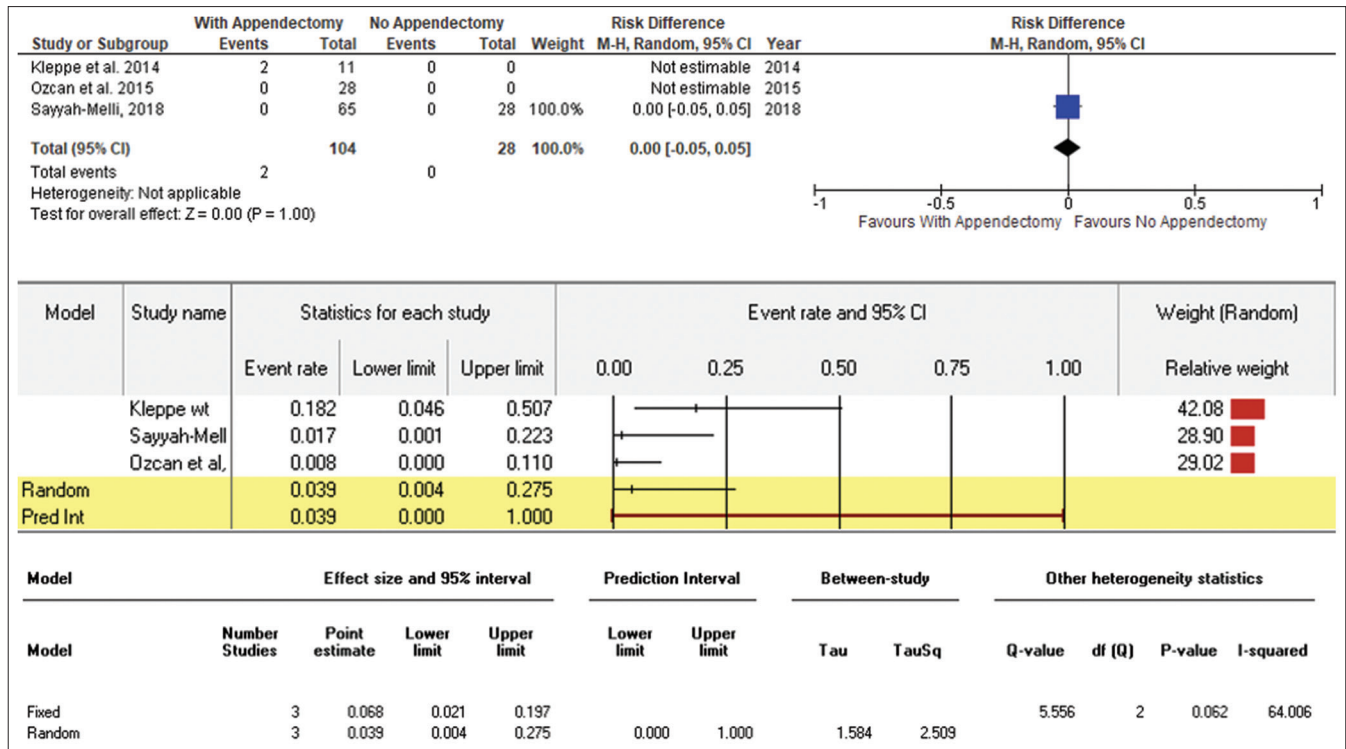 With Appendectomy No Appendectomy Risk Difference Risk Difference
Study or Subgroup Events Total Events Total Weight M-H, Random, 95% CI Year M-H, Random, 95% CI
Kleppe et al. 2014 2 11 0 0 Not estimable 2014
Ozcan et al. 2015 0 28 0 0 Not estimable 2015
Sayyah-Melli, 2018 0 65 0 28 100.0% 0.00 [-0.05, 0.05] 2018
Total (95% CI) 104 28 100.0% 0.00 [-0.05, 0.05]
Total events 2 0
Heterogeneity: Not applicable
Test for overall effect: Z = 0.00 (P = 1.00)
-1 -0.5 0 0.5 1
Favours With Appendectomy Favours No Appendectomy
Model Study name Statistics for each study Event rate and 95% CI Weight (Random)
Event rate Lower limit Upper limit 0.00 0.25 0.50 0.75 1.00 Relative weight
Kleppe wt 0.182 0.046 0.507 42.08
Sayyah-Mell 0.017 0.001 0.223 28.90
Ozcan et al, 0.008 0.000 0.110 29.02
Random 0.039 0.004 0.275
Pred Int 0.039 0.000 1.000
Model Effect size and 95% interval Prediction Interval Between-study Other heterogeneity statistics
Model Number Studies Point estimate Lower limit Upper limit Lower limit Upper limit Tau TauSq Q-value df (Q) P-value I-squared
Fixed 3 0.068 0.021 0.197 5.556 2 0.062 64.006
Random 3 0.039 0.004 0.275 0.000 1.000 1.584 2.509